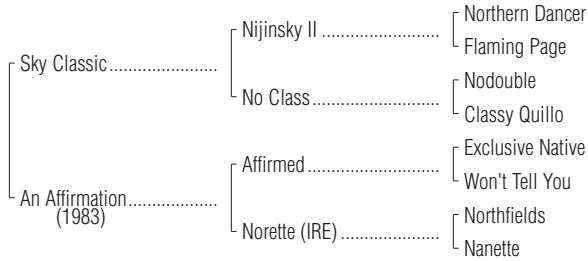 Northern Dancer
Nijinsky II
Flaming Page
Sky Classic
Nodouble
No Class
Classy Quillo
Exclusive Native
Affirmed
Won't Tell You
An Affirmation
(1983)
Northfields
Norette (IRE)
Nanette